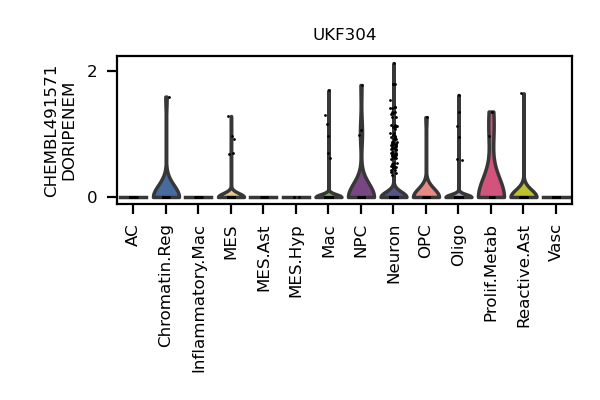 UKF304
CHEMBL491571
DORIPENEM
2
0
AC
Chromatin.Reg
Inflammatory.Mac
MES
MES.Ast
MES.Hyp
Mac
NPC
Neuron
OPC
Oligo
Prolif.Metab
Reactive.Ast
Vasc